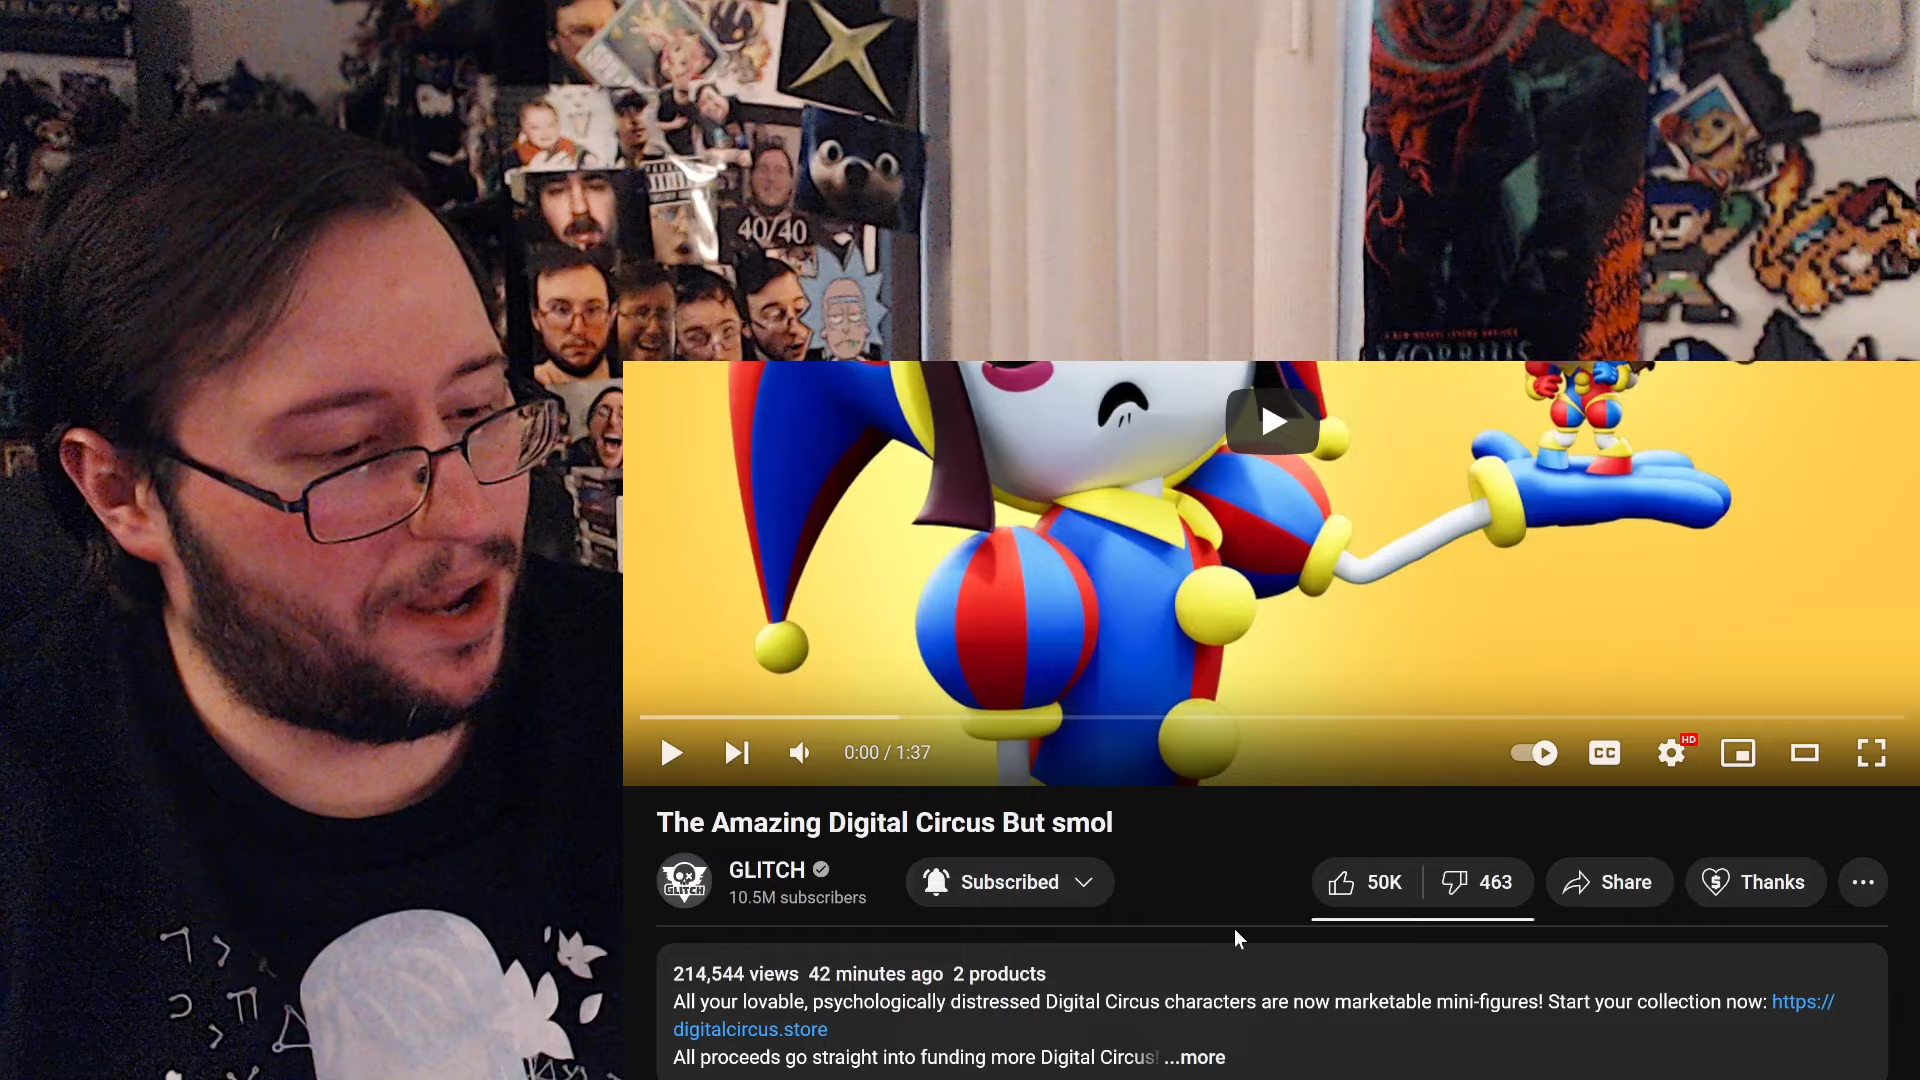 40/40
MORBIUS
HD
CC
0:00 / 1:37
The Amazing Digital Circus But smol
GLITCH
GLITCH
10.5M subscribers
Subscribed
50K
463
Share
Thanks
214,544 views 42 minutes ago 2 products
All your lovable, psychologically distressed Digital Circus characters are now marketable mini-figures! Start your collection now: https://
digitalcircus.store
All proceeds go straight into funding more Digital Circus! ...more